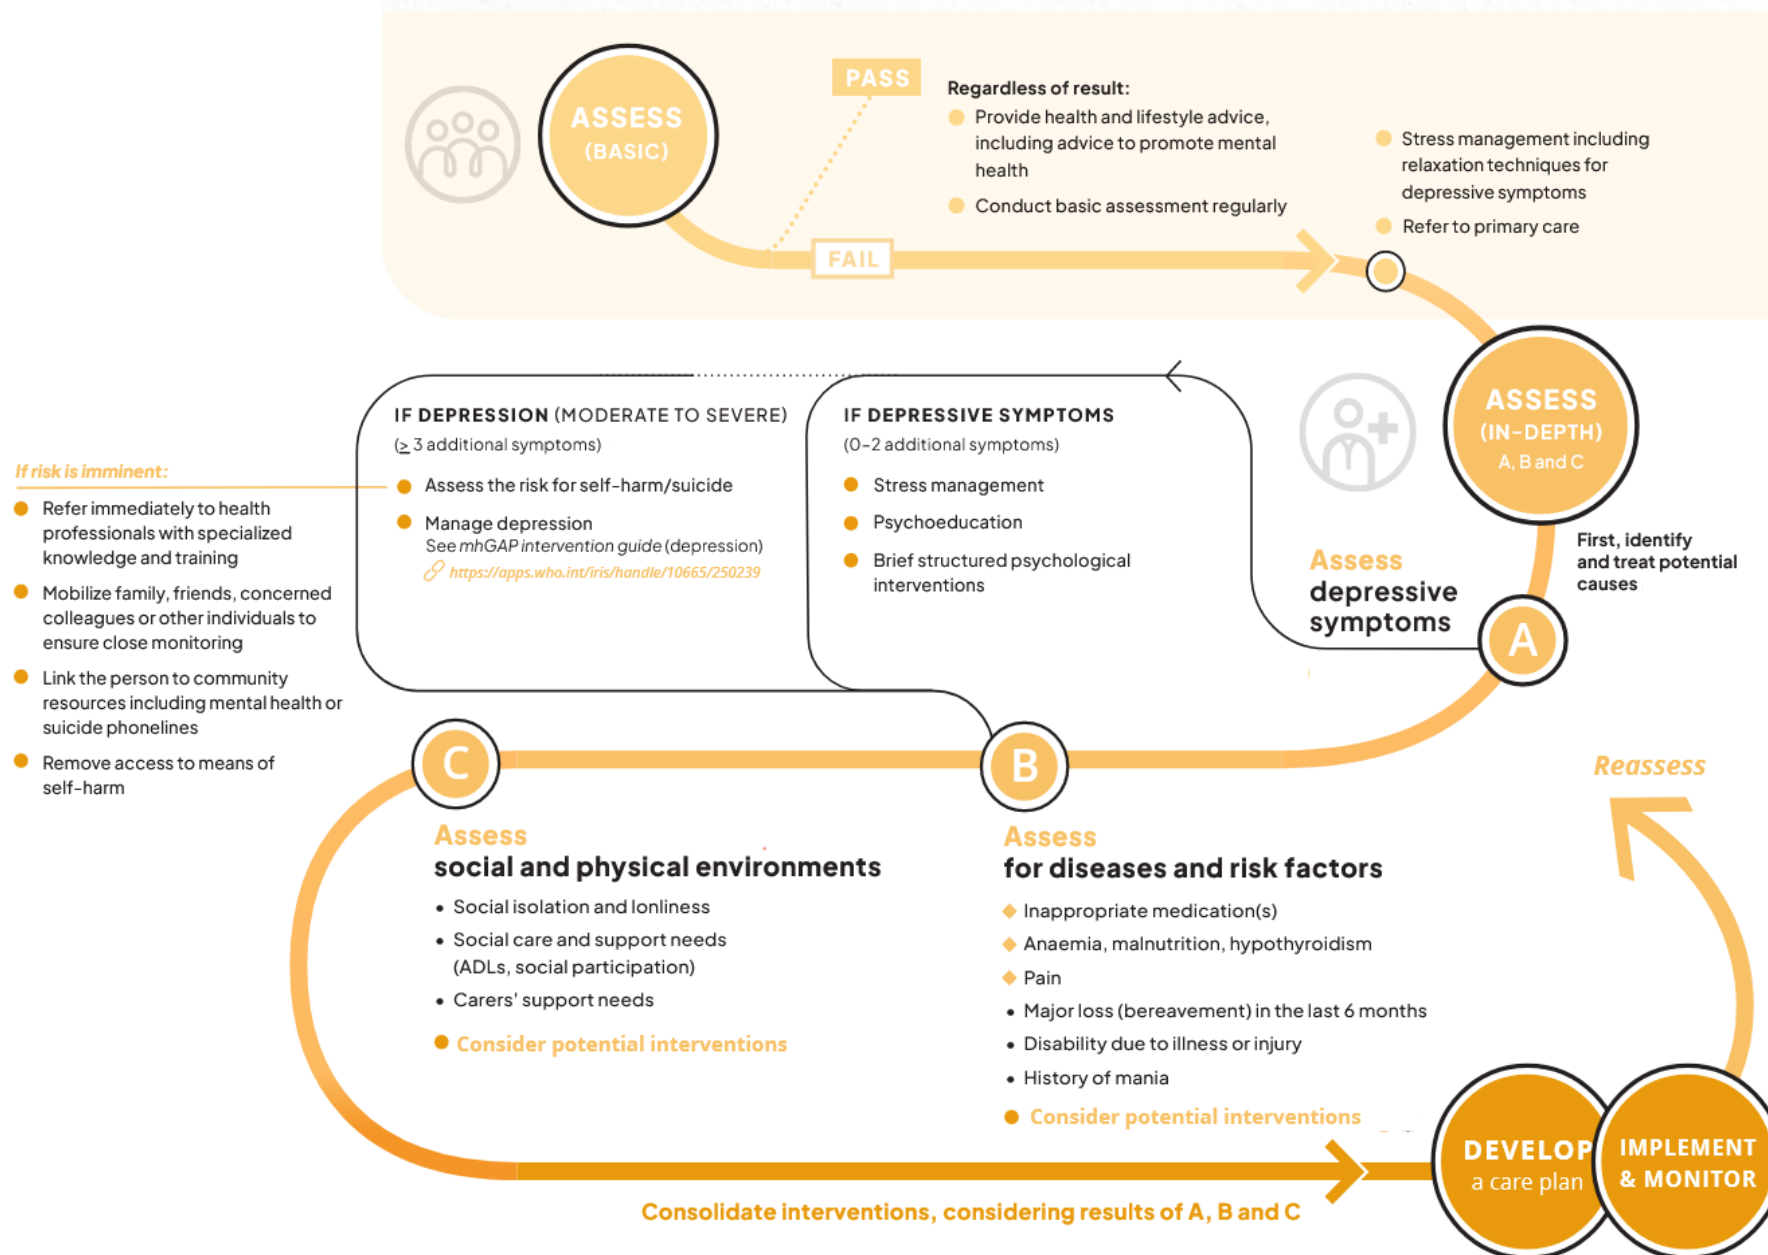 ASSESS
(BASIC)
PASS
FAIL
Regardless of result:
Provide health and lifestyle advice,
including advice to promote mental
health
Conduct basic assessment regularly
Stress management including
relaxation techniques for
depressive symptoms
Refer to primary care
ASSESS
(IN-DEPTH)
A, B and C
First, identify
and treat potential
causes
A
Assess
depressive
symptoms
IF DEPRESSIVE SYMPTOMS
(0-2 additional symptoms)
Stress management
Psychoeducation
Brief structured psychological
interventions
IF DEPRESSION (MODERATE TO SEVERE)
(≥ 3 additional symptoms)
Assess the risk for self-harm/suicide
Manage depression
See mhGAP intervention guide (depression)
https://apps.who.int/iris/handle/10665/250239
If risk is imminent:
Refer immediately to health
professionals with specialized
knowledge and training
Mobilize family, friends, concerned
colleagues or other individuals to
ensure close monitoring
Link the person to community
resources including mental health or
suicide phonelines
Remove access to means of
self-harm
B
Assess
for diseases and risk factors
Inappropriate medication(s)
Anaemia, malnutrition, hypothyroidism
Pain
Major loss (bereavement) in the last 6 months
Disability due to illness or injury
History of mania
Consider potential interventions
C
Assess
social and physical environments
Social isolation and lonliness
Social care and support needs
(ADLs, social participation)
Carers' support needs
Consider potential interventions
Consolidate interventions, considering results of A, B and C
DEVELOP
a care plan
IMPLEMENT
& MONITOR
Reassess